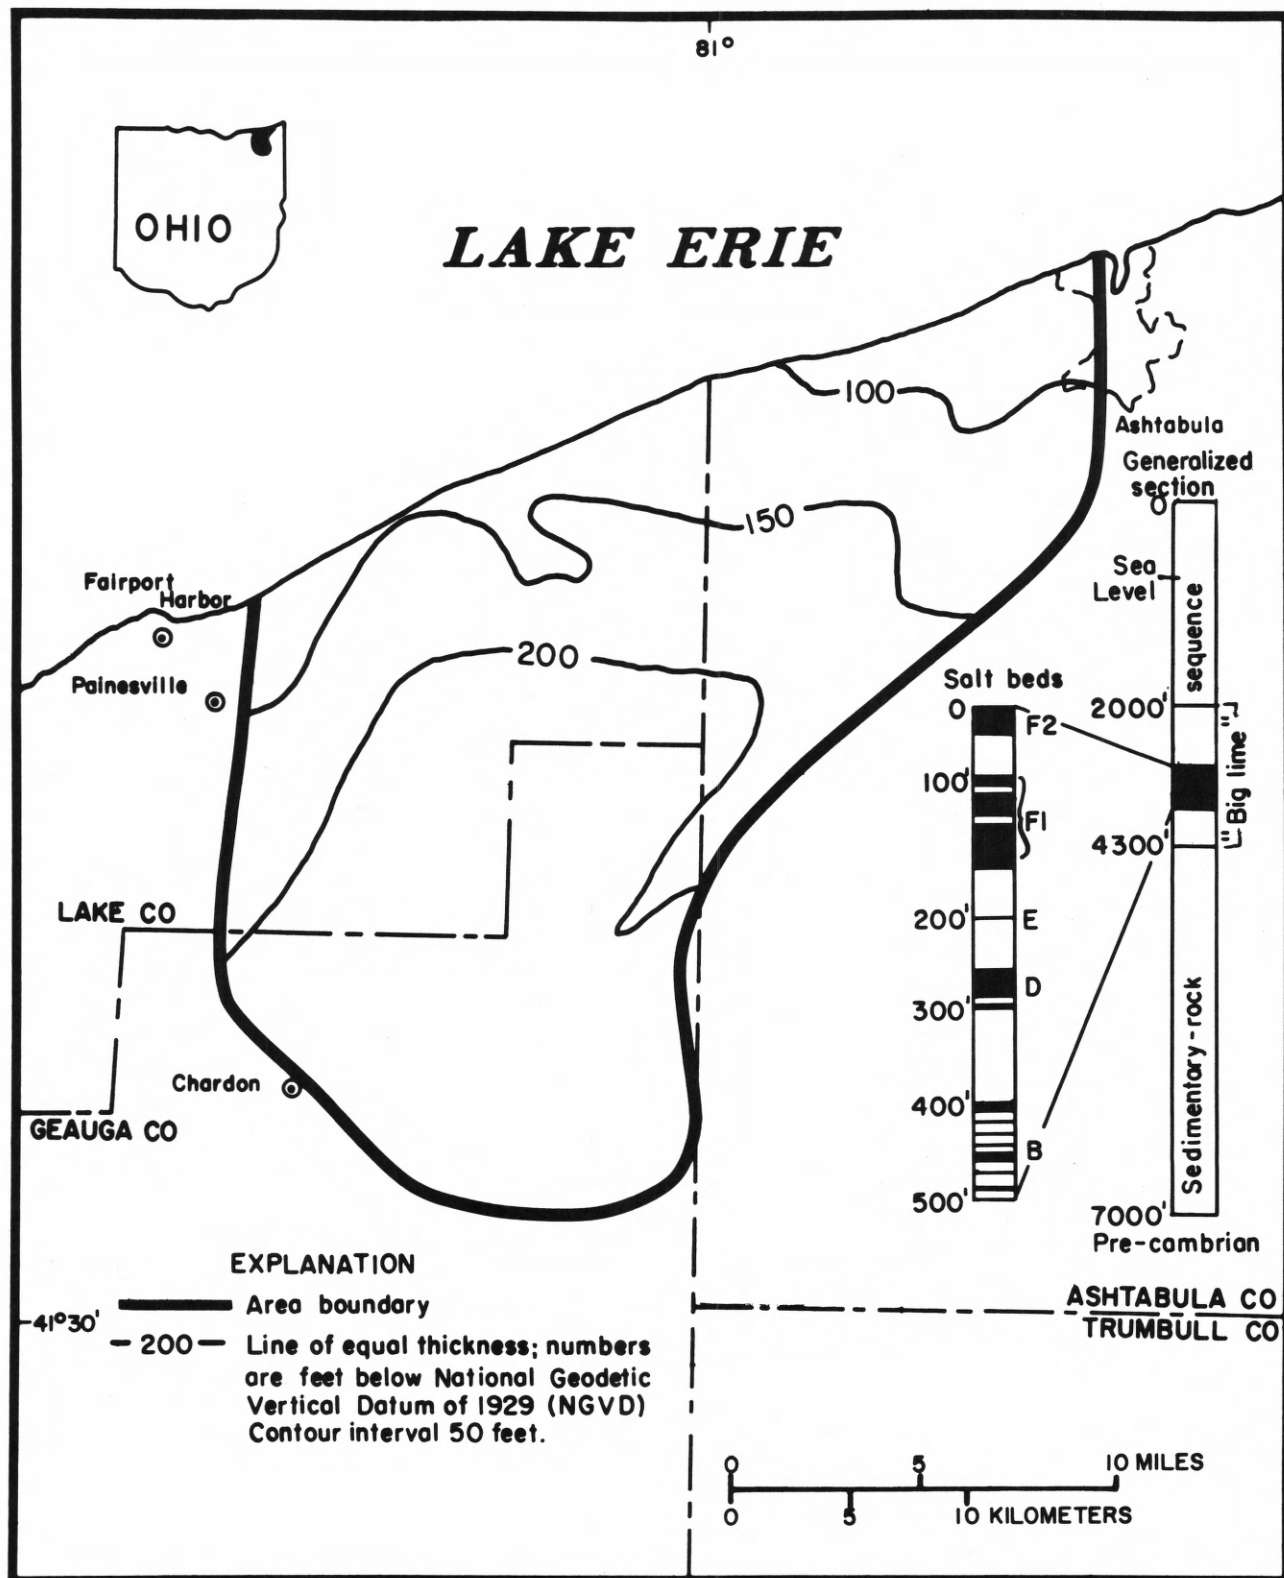 81°
OHIO
LAKE ERIE
100
Ashtabula
Generalized
section
0
150
Sea
Level
Fairport
Harbor
sequence
200
Painesville
Salt beds
0
F2
2000'
"Big lime"
100'
F1
4300'
LAKE CO
200'
E
D
300'
Sedimentary-rock
Chardon
400'
GEAUGA CO
B
500'
7000'
Pre-cambrian
EXPLANATION
Area boundary
ASHTABULA CO
41°30'
TRUMBULL CO
-200- Line of equal thickness; numbers
are feet below National Geodetic
Vertical Datum of 1929 (NGVD)
Contour interval 50 feet.
0 5 10 MILES
0 5 10 KILOMETERS